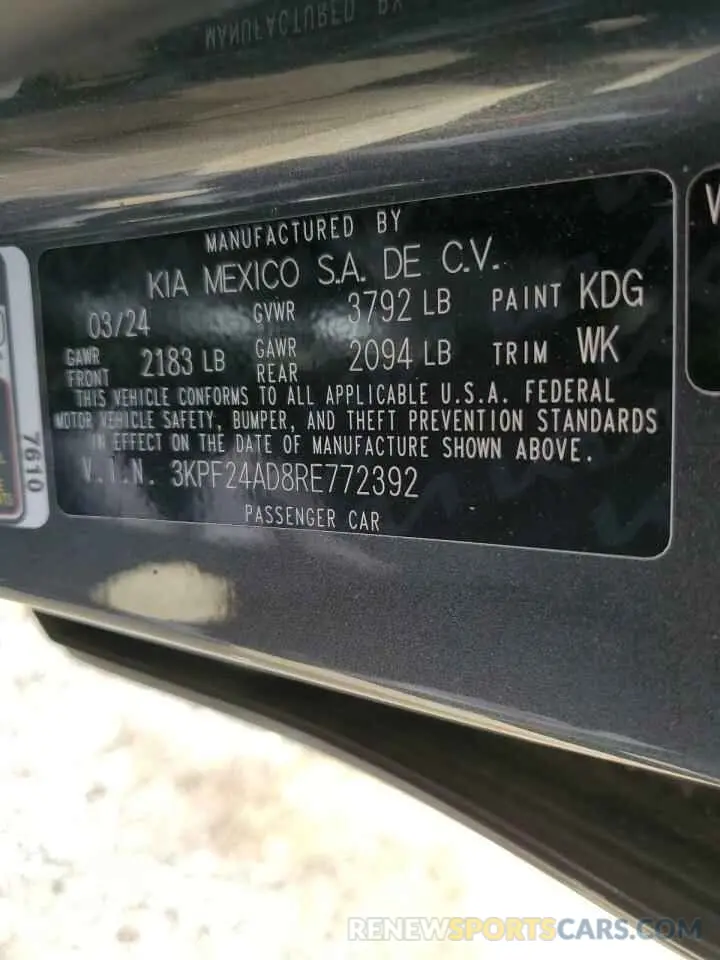 MANUFACTURED BY
MANUFACTURED BY
KIA MEXICO S.A. DE C.V.
03/24 GVWR 3792 LB PAINT KDG
GAWR FRONT 2183 LB GAWR REAR 2094 LB TRIM WK
THIS VEHICLE CONFORMS TO ALL APPLICABLE U.S.A. FEDERAL
MOTOR VEHICLE SAFETY, BUMPER, AND THEFT PREVENTION STANDARDS
IN EFFECT ON THE DATE OF MANUFACTURE SHOWN ABOVE.
V.I.N. 3KPF24AD8RE772392
PASSENGER CAR
7610
RENEWSPORTSCARS.COM